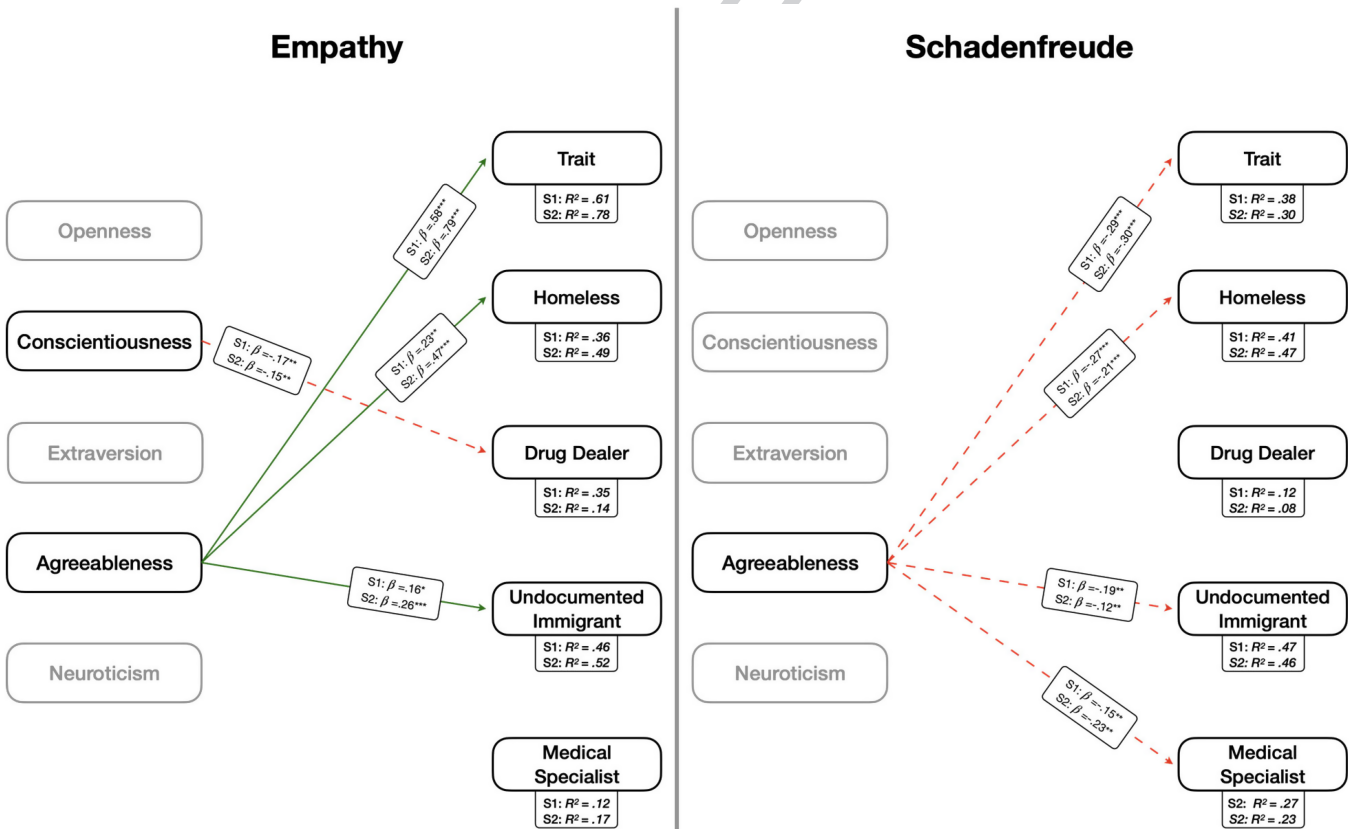 Empathy
Openness
Conscientiousness
Extraversion
Agreeableness
Neuroticism
S1: β =-.17**
S2: β =-.15**
S1: β =.58***
S2: β =.79***
S1: β =.23**
S2: β =.47***
S1: β =.16*
S2: β =.26***
Trait
S1: R² = .61
S2: R² = .78
Homeless
S1: R² = .36
S2: R² = .49
Drug Dealer
S1: R² = .35
S2: R² = .14
Undocumented
Immigrant
S1: R² = .46
S2: R² = .52
Medical
Specialist
S1: R² = .12
S2: R² = .17
Schadenfreude
Openness
Conscientiousness
Extraversion
Agreeableness
Neuroticism
S1: β =-.29***
S2: β =-.30***
S1: β =-.27***
S2: β =-.21***
S1: β =-.19**
S2: β =-.12**
S1: β =-.15**
S2: β =-.23**
Trait
S1: R² = .38
S2: R² = .30
Homeless
S1: R² = .41
S2: R² = .47
Drug Dealer
S1: R² = .12
S2: R² = .08
Undocumented
Immigrant
S1: R² = .47
S2: R² = .46
Medical
Specialist
S2: R² = .27
S2: R² = .23